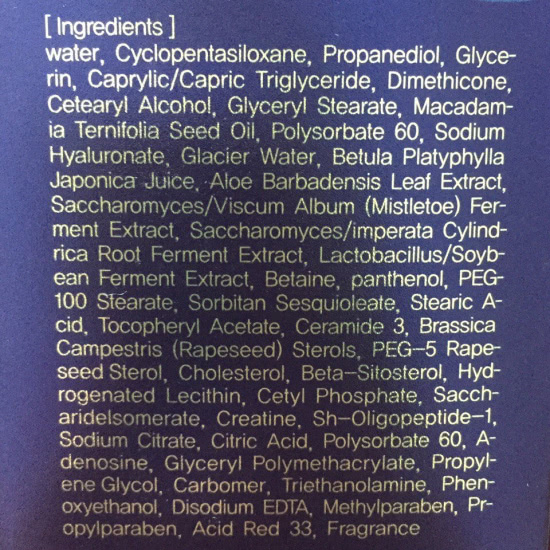 [ Ingredients ]
water, Cyclopentasiloxane, Propanediol, Glyce-
rin, Caprylic/Capric Triglyceride, Dimethicone,
Cetearyl Alcohol, Glyceryl Stearate, Macadam-
ia Ternifolia Seed Oil, Polysorbate 60, Sodium
Hyaluronate, Glacier Water, Betula Platyphylla
Japonica Juice, Aloe Barbadensis Leaf Extract,
Saccharomyces/Viscum Album (Mistletoe) Fer-
ment Extract, Saccharomyces/imperata Cylind-
rica Root Ferment Extract, Lactobacillus/Soyb-
ean Ferment Extract, Betaine, panthenol, PEG-
100 Stearate, Sorbitan Sesquioleate, Stearic A-
cid, Tocopheryl Acetate, Ceramide 3, Brassica
Campestris (Rapeseed) Sterols, PEG-5 Rape-
seed Sterol, Cholesterol, Beta-Sitosterol, Hyd-
rogenated Lecithin, Cetyl Phosphate, Sacch-
aridelsomerate, Creatine, Sh-Oligopeptide-1,
Sodium Citrate, Citric Acid, Polysorbate 60, A-
denosine, Glyceryl Polymethacrylate, Propyl-
ene Glycol, Carbomer, Triethanolamine, Phen-
oxyethanol, Disodium EDTA, Methylparaben, Pr-
opylparaben, Acid Red 33, Fragrance